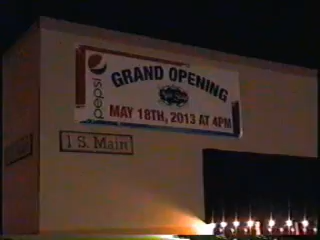 pepsi
GRAND OPENING
MAY 18TH, 2013 AT 4PM
1 S. Main